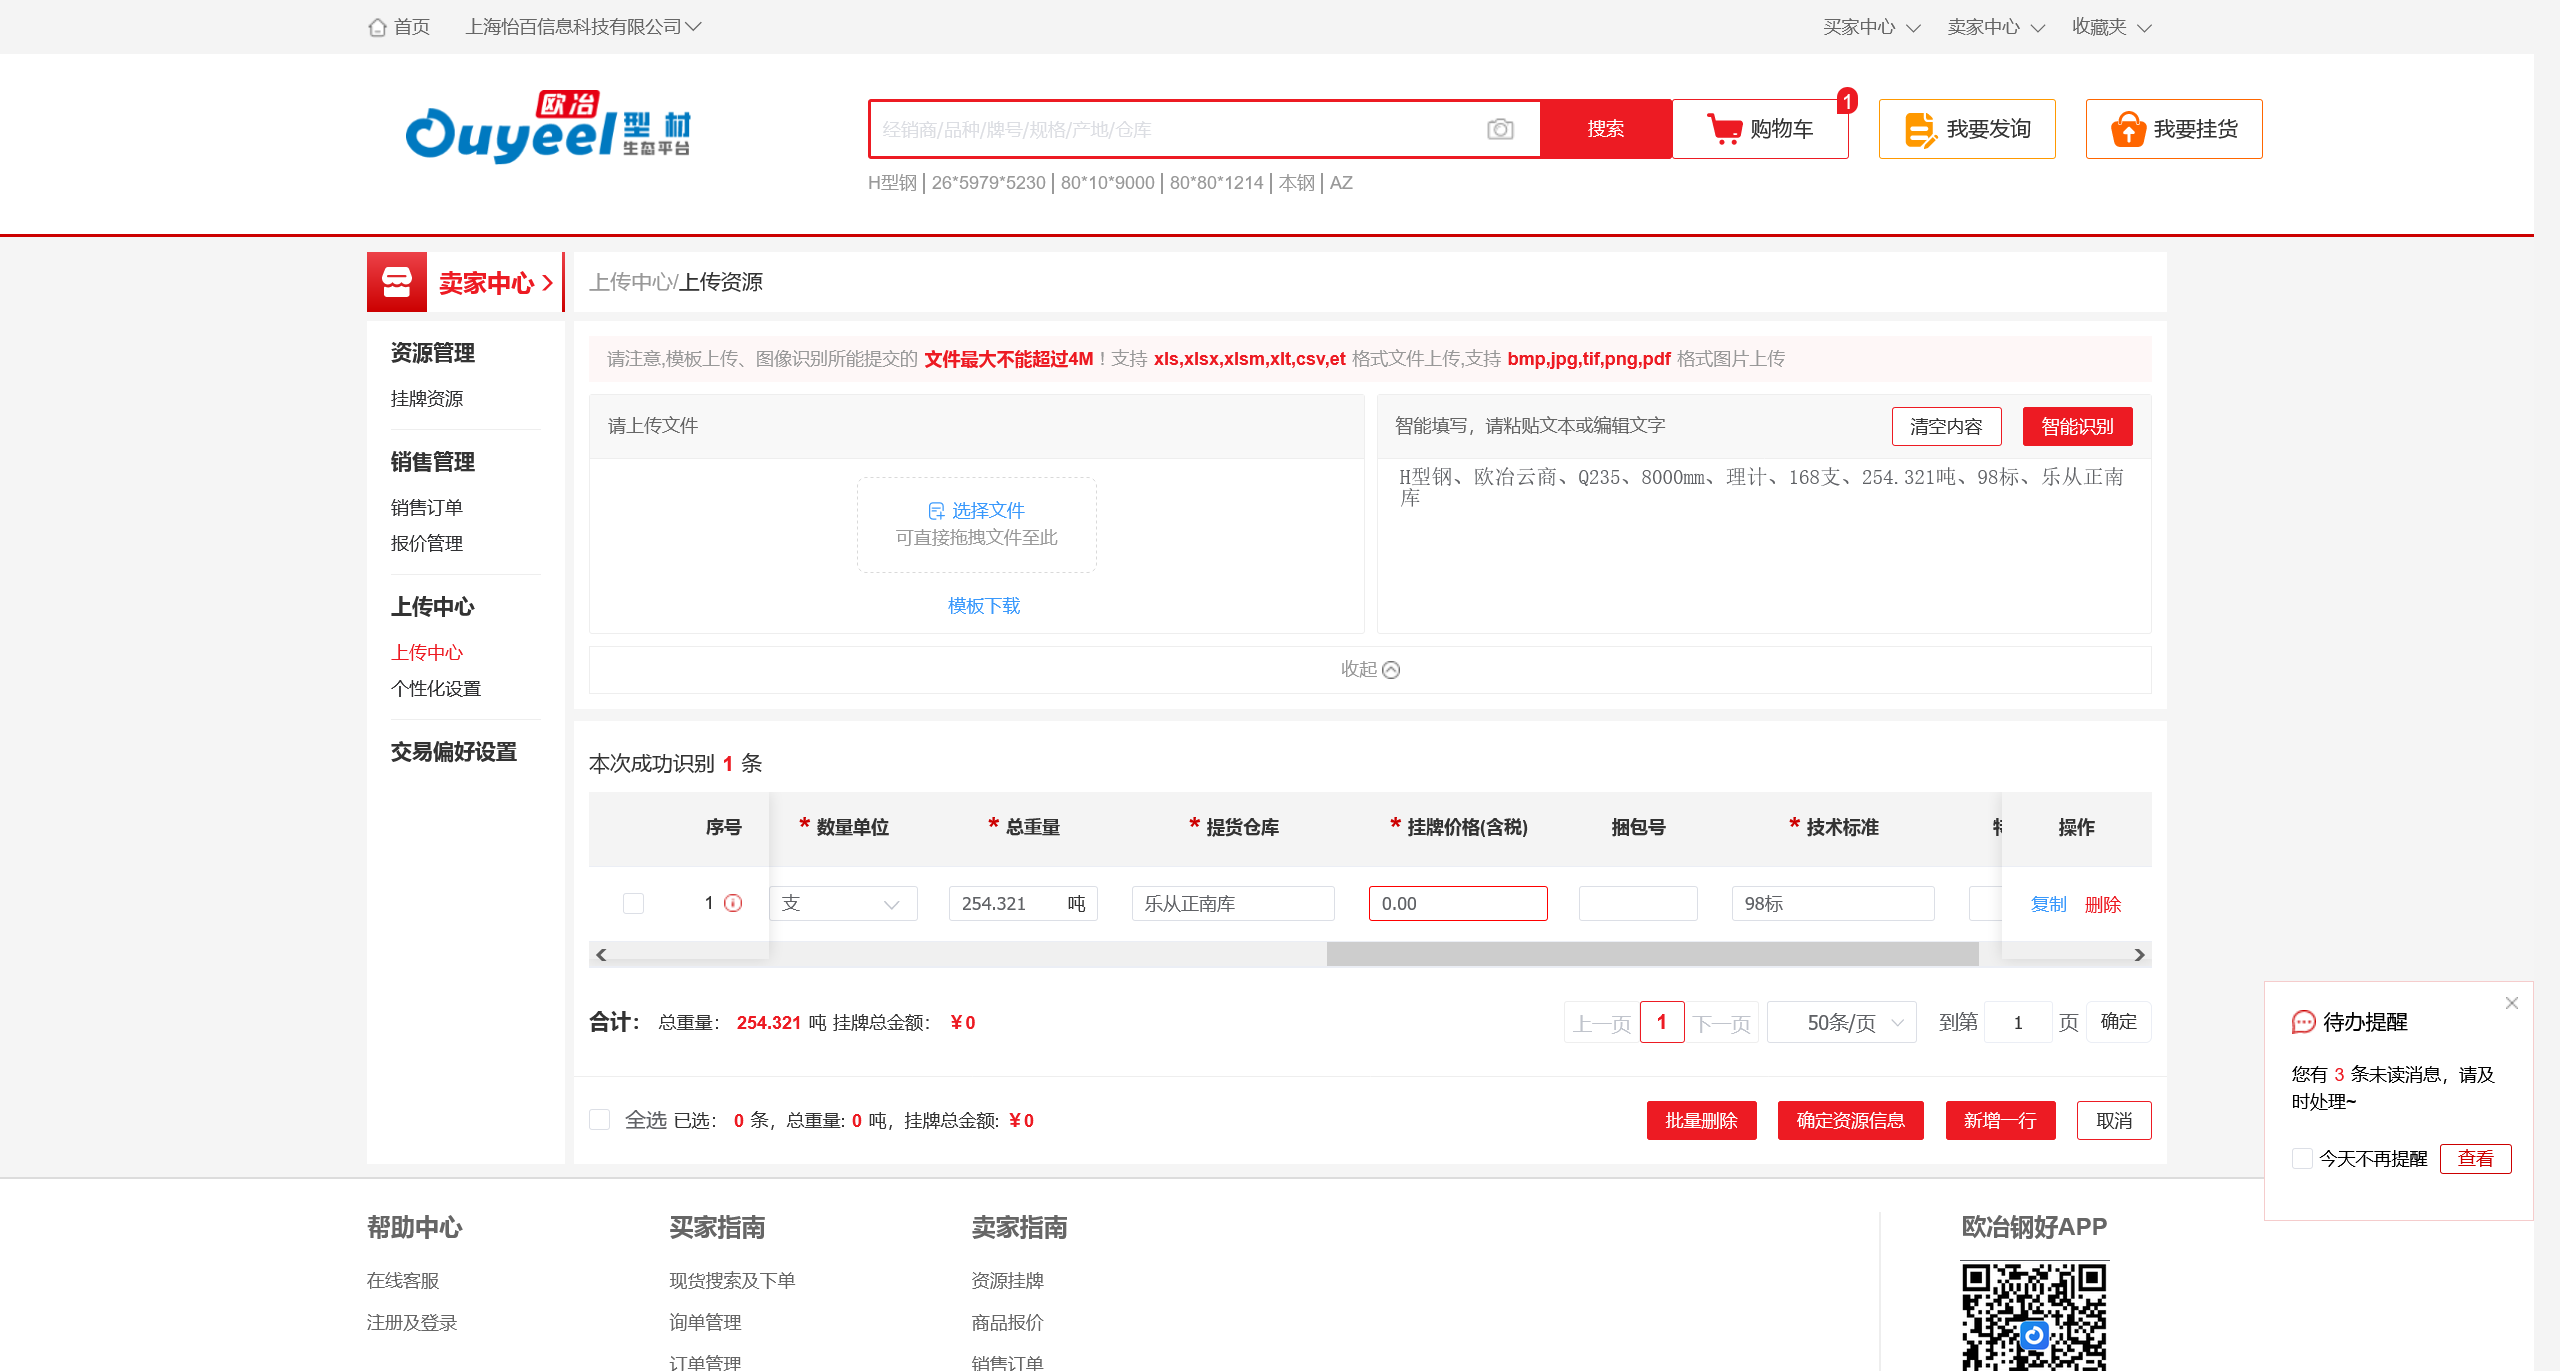 首页 上海怡百信息科技有限公司 买家中心 卖家中心 收藏夹
欧冶 Ouyeel 型材 生态平台
经销商/品种/牌号/规格/产地/仓库 搜索 购物车 1 我要发询 我要挂货
H型钢 | 26*5979*5230 | 80*10*9000 | 80*80*1214 | 本钢 | AZ
卖家中心 上传中心/上传资源
资源管理
挂牌资源
销售管理
销售订单
报价管理
上传中心
上传中心
个性化设置
交易偏好设置
请注意,模板上传、图像识别所能提交的 文件最大不能超过4M ! 支持 xls,xlsx,xlsm,xlt,csv,et 格式文件上传,支持 bmp,jpg,tif,png,pdf 格式图片上传
请上传文件
选择文件
可直接拖拽文件至此
模板下载
智能填写，请粘贴文本或编辑文字 清空内容 智能识别
H型钢、欧冶云商、Q235、8000mm、理计、168支、254.321吨、98标、乐从正南
库
收起
本次成功识别 1 条
序号 * 数量单位 * 总重量 * 提货仓库 * 挂牌价格(含税) 捆包号 * 技术标准 操作
1 支 254.321 吨 乐从正南库 0.00 98标 复制 删除
合计： 总重量： 254.321 吨 挂牌总金额： ￥0 上一页 1 下一页 50条/页 到第 1 页 确定
全选 已选： 0 条，总重量: 0 吨，挂牌总金额: ￥0 批量删除 确定资源信息 新增一行 取消
待办提醒
您有 3 条未读消息，请及
时处理~
今天不再提醒 查看
帮助中心 买家指南 卖家指南 欧冶钢好APP
在线客服 现货搜索及下单 资源挂牌
注册及登录 询单管理 商品报价
订单管理 销售订单